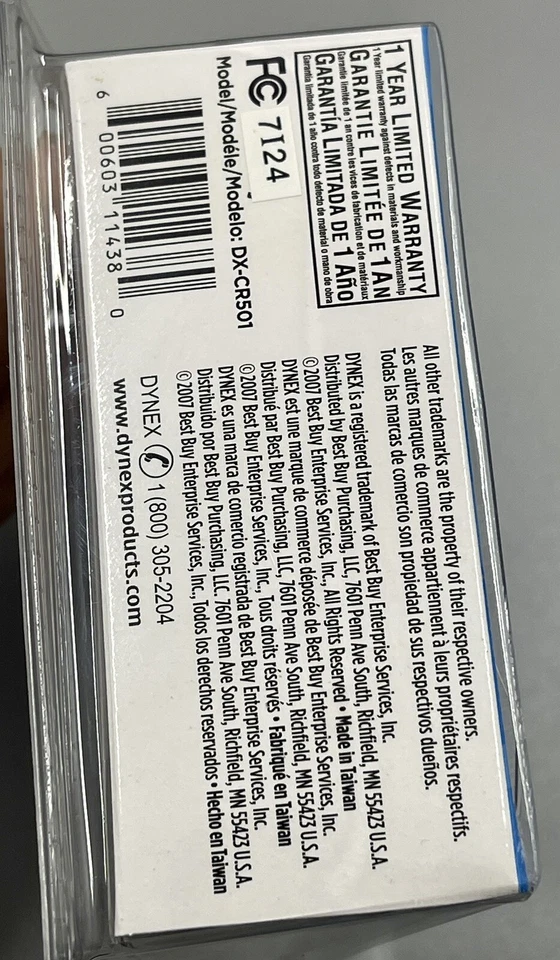 1 YEAR LIMITED WARRANTY
1 Year limited warranty against defects in materials and workmanship
GARANTIE LIMITÉE DE 1 AN
Garantie limitée de 1 an contre les vices de fabrication et de matériaux
GARANTÍA LIMITADA DE 1 AÑO
Garantía limitada de 1 año contra todo defecto de material o mano de obra
FC 7I24
Model/Modéle/Modelo: DX-CR501
6 00603 11438 0
All other trademarks are the property of their respective owners.
Les autres marques de commerce appartiennent à leurs propriétaires respectifs.
Todas las marcas de comercio son propiedad de sus respectivos dueños.
DYNEX is a registered trademark of Best Buy Enterprise Services, Inc.
Distributed by Best Buy Purchasing, LLC, 7601 Penn Ave South, Richfield, MN 55423 U.S.A.
©2007 Best Buy Enterprise Services, Inc., All Rights Reserved • Made in Taiwan
DYNEX est une marque de commerce déposée de Best Buy Enterprise Services, Inc.
Distribué par Best Buy Purchasing, LLC, 7601 Penn Ave South, Richfield, MN 55423 U.S.A.
©2007 Best Buy Enterprise Services, Inc., Tous droits réservés • Fabriqué en Taiwan
DYNEX es una marca de comercio registrada de Best Buy Enterprise Services, Inc.
Distribuido por Best Buy Purchasing, LLC. 7601 Penn Ave South, Richfield, MN 55423 U.S.A.
©2007 Best Buy Enterprise Services, Inc., Todos los derechos reservados • Hecho en Taiwan
DYNEX 1 (800) 305-2204
www.dynexproducts.com